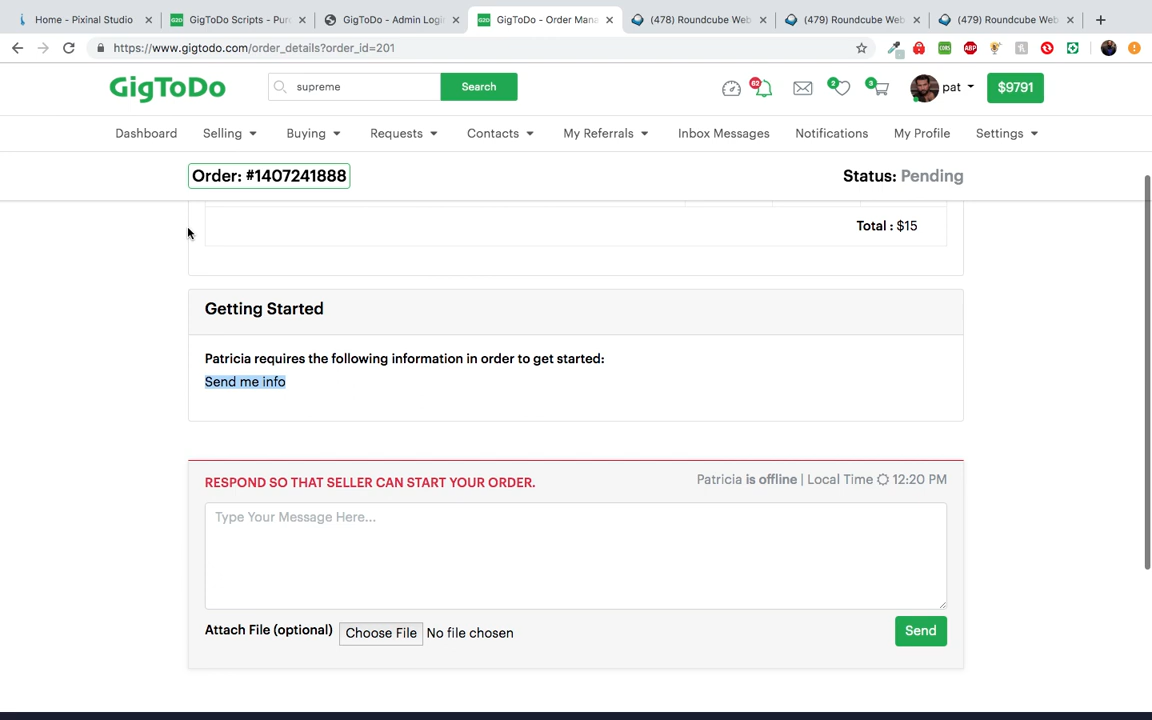 Home - Pixinal Studio
GigToDo Scripts - Pur
GigToDo - Admin Login
GigToDo - Order Mana
(478) Roundcube Web
(479) Roundcube Web
(479) Roundcube Web
https://www.gigtodo.com/order_details?order_id=201
GigToDo
supreme
Search
62
2
3
pat
$9791
Dashboard
Selling
Buying
Requests
Contacts
My Referrals
Inbox Messages
Notifications
My Profile
Settings
Order: #1407241888
Status: Pending
Total : $15
Getting Started
Patricia requires the following information in order to get started:
Send me info
RESPOND SO THAT SELLER CAN START YOUR ORDER.
Patricia is offline | Local Time 12:20 PM
Type Your Message Here...
Attach File (optional)
Choose File
No file chosen
Send